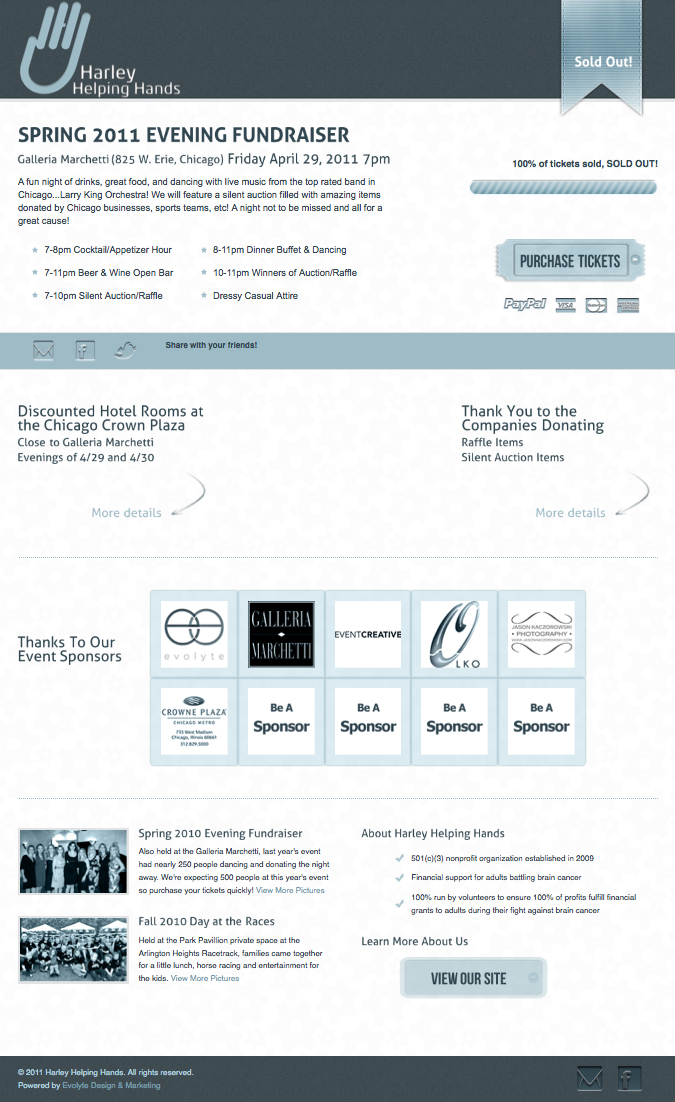 Harley
Helping Hands
Sold Out!
SPRING 2011 EVENING FUNDRAISER
Galleria Marchetti (825 W. Erie, Chicago) Friday April 29, 2011 7pm
A fun night of drinks, great food, and dancing with live music from the top rated band in
Chicago...Larry King Orchestra! We will feature a silent auction filled with amazing items
donated by Chicago businesses, sports teams, etc! A night not to be missed and all for a
great cause!
7-8pm Cocktail/Appetizer Hour
8-11pm Dinner Buffet & Dancing
7-11pm Beer & Wine Open Bar
10-11pm Winners of Auction/Raffle
7-10pm Silent Auction/Raffle
Dressy Casual Attire
100% of tickets sold, SOLD OUT!
PURCHASE TICKETS
PayPal VISA
Share with your friends!
Discounted Hotel Rooms at
the Chicago Crown Plaza
Close to Galleria Marchetti
Evenings of 4/29 and 4/30
More details
Thank You to the
Companies Donating
Raffle Items
Silent Auction Items
More details
Thanks To Our
Event Sponsors
evolyte
GALLERIA
MARCHETTI
EVENTCREATIVE
LKO
JASON KACZOROWSKI
• PHOTOGRAPHY •
WWW.JASONKACZOROWSKI.COM
CROWNE PLAZA
CHICAGO METRO
733 West Madison
Chicago, Illinois 60661
312.829.5000
Be A
Sponsor
Be A
Sponsor
Be A
Sponsor
Be A
Sponsor
Spring 2010 Evening Fundraiser
Also held at the Galleria Marchetti, last year's event
had nearly 250 people dancing and donating the night
away. We're expecting 500 people at this year's event
so purchase your tickets quickly! View More Pictures
Fall 2010 Day at the Races
Held at the Park Pavillion private space at the
Arlington Heights Racetrack, families came together
for a little lunch, horse racing and entertainment for
the kids. View More Pictures
About Harley Helping Hands
501(c)(3) nonprofit organization established in 2009
Financial support for adults battling brain cancer
100% run by volunteers to ensure 100% of profits fulfill financial
grants to adults during their fight against brain cancer
Learn More About Us
VIEW OUR SITE
© 2011 Harley Helping Hands. All rights reserved.
Powered by Evolyte Design & Marketing